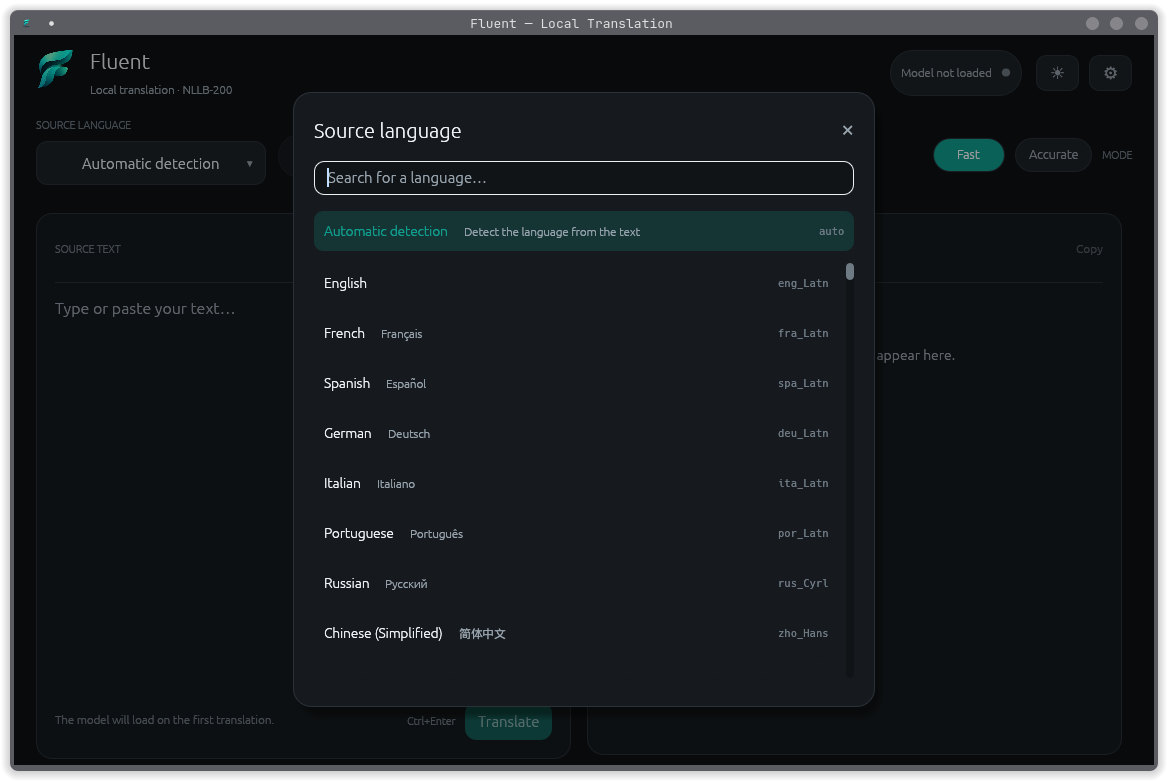 Fluent — Local Translation
Fluent
Local translation · NLLB-200
Model not loaded
SOURCE LANGUAGE
Automatic detection
Fast
Accurate
MODE
SOURCE TEXT
Copy
Type or paste your text…
appear here.
The model will load on the first translation.
Ctrl+Enter
Translate
Source language
Search for a language…
Automatic detection Detect the language from the text auto
English eng_Latn
French Français fra_Latn
Spanish Español spa_Latn
German Deutsch deu_Latn
Italian Italiano ita_Latn
Portuguese Português por_Latn
Russian Русский rus_Cyrl
Chinese (Simplified) 简体中文 zho_Hans